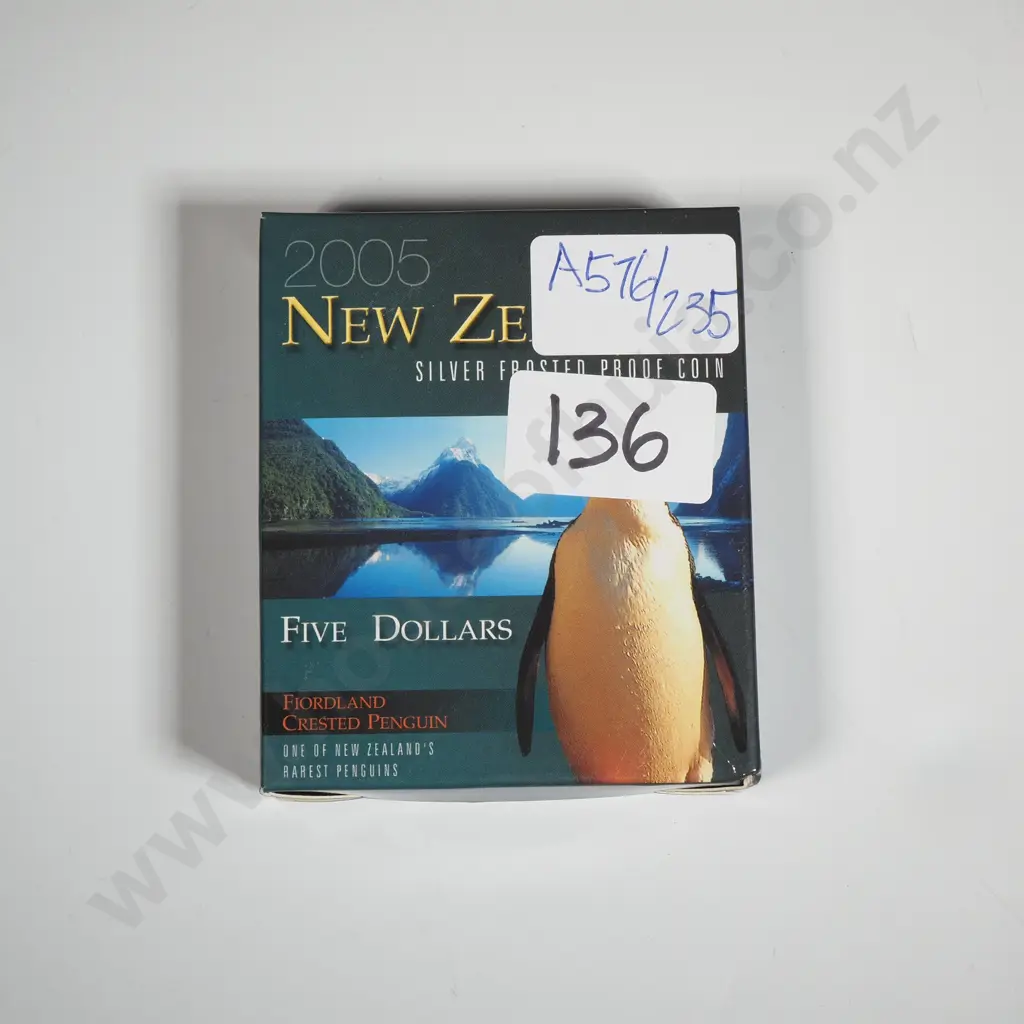 2005
A576/235
NEW ZE
SILVER FROSTED PROOF COIN
136
FIVE DOLLARS
FIORDLAND
CRESTED PENGUIN
ONE OF NEW ZEALAND'S
RAREST PENGUINS